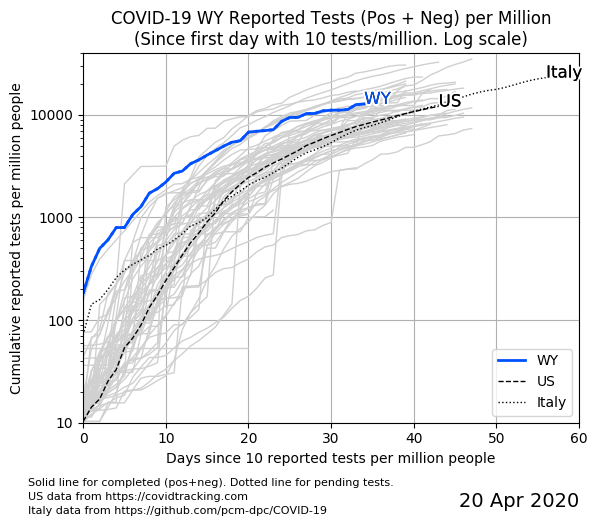 COVID-19 WY Reported Tests (Pos + Neg) per Million
(Since first day with 10 tests/million. Log scale)
Cumulative reported tests per million people
10000
1000
100
10
WY
US
Italy
WY
US
Italy
0 10 20 30 40 50 60
Days since 10 reported tests per million people
Solid line for completed (pos+neg). Dotted line for pending tests.
US data from https://covidtracking.com
Italy data from https://github.com/pcm-dpc/COVID-19
20 Apr 2020